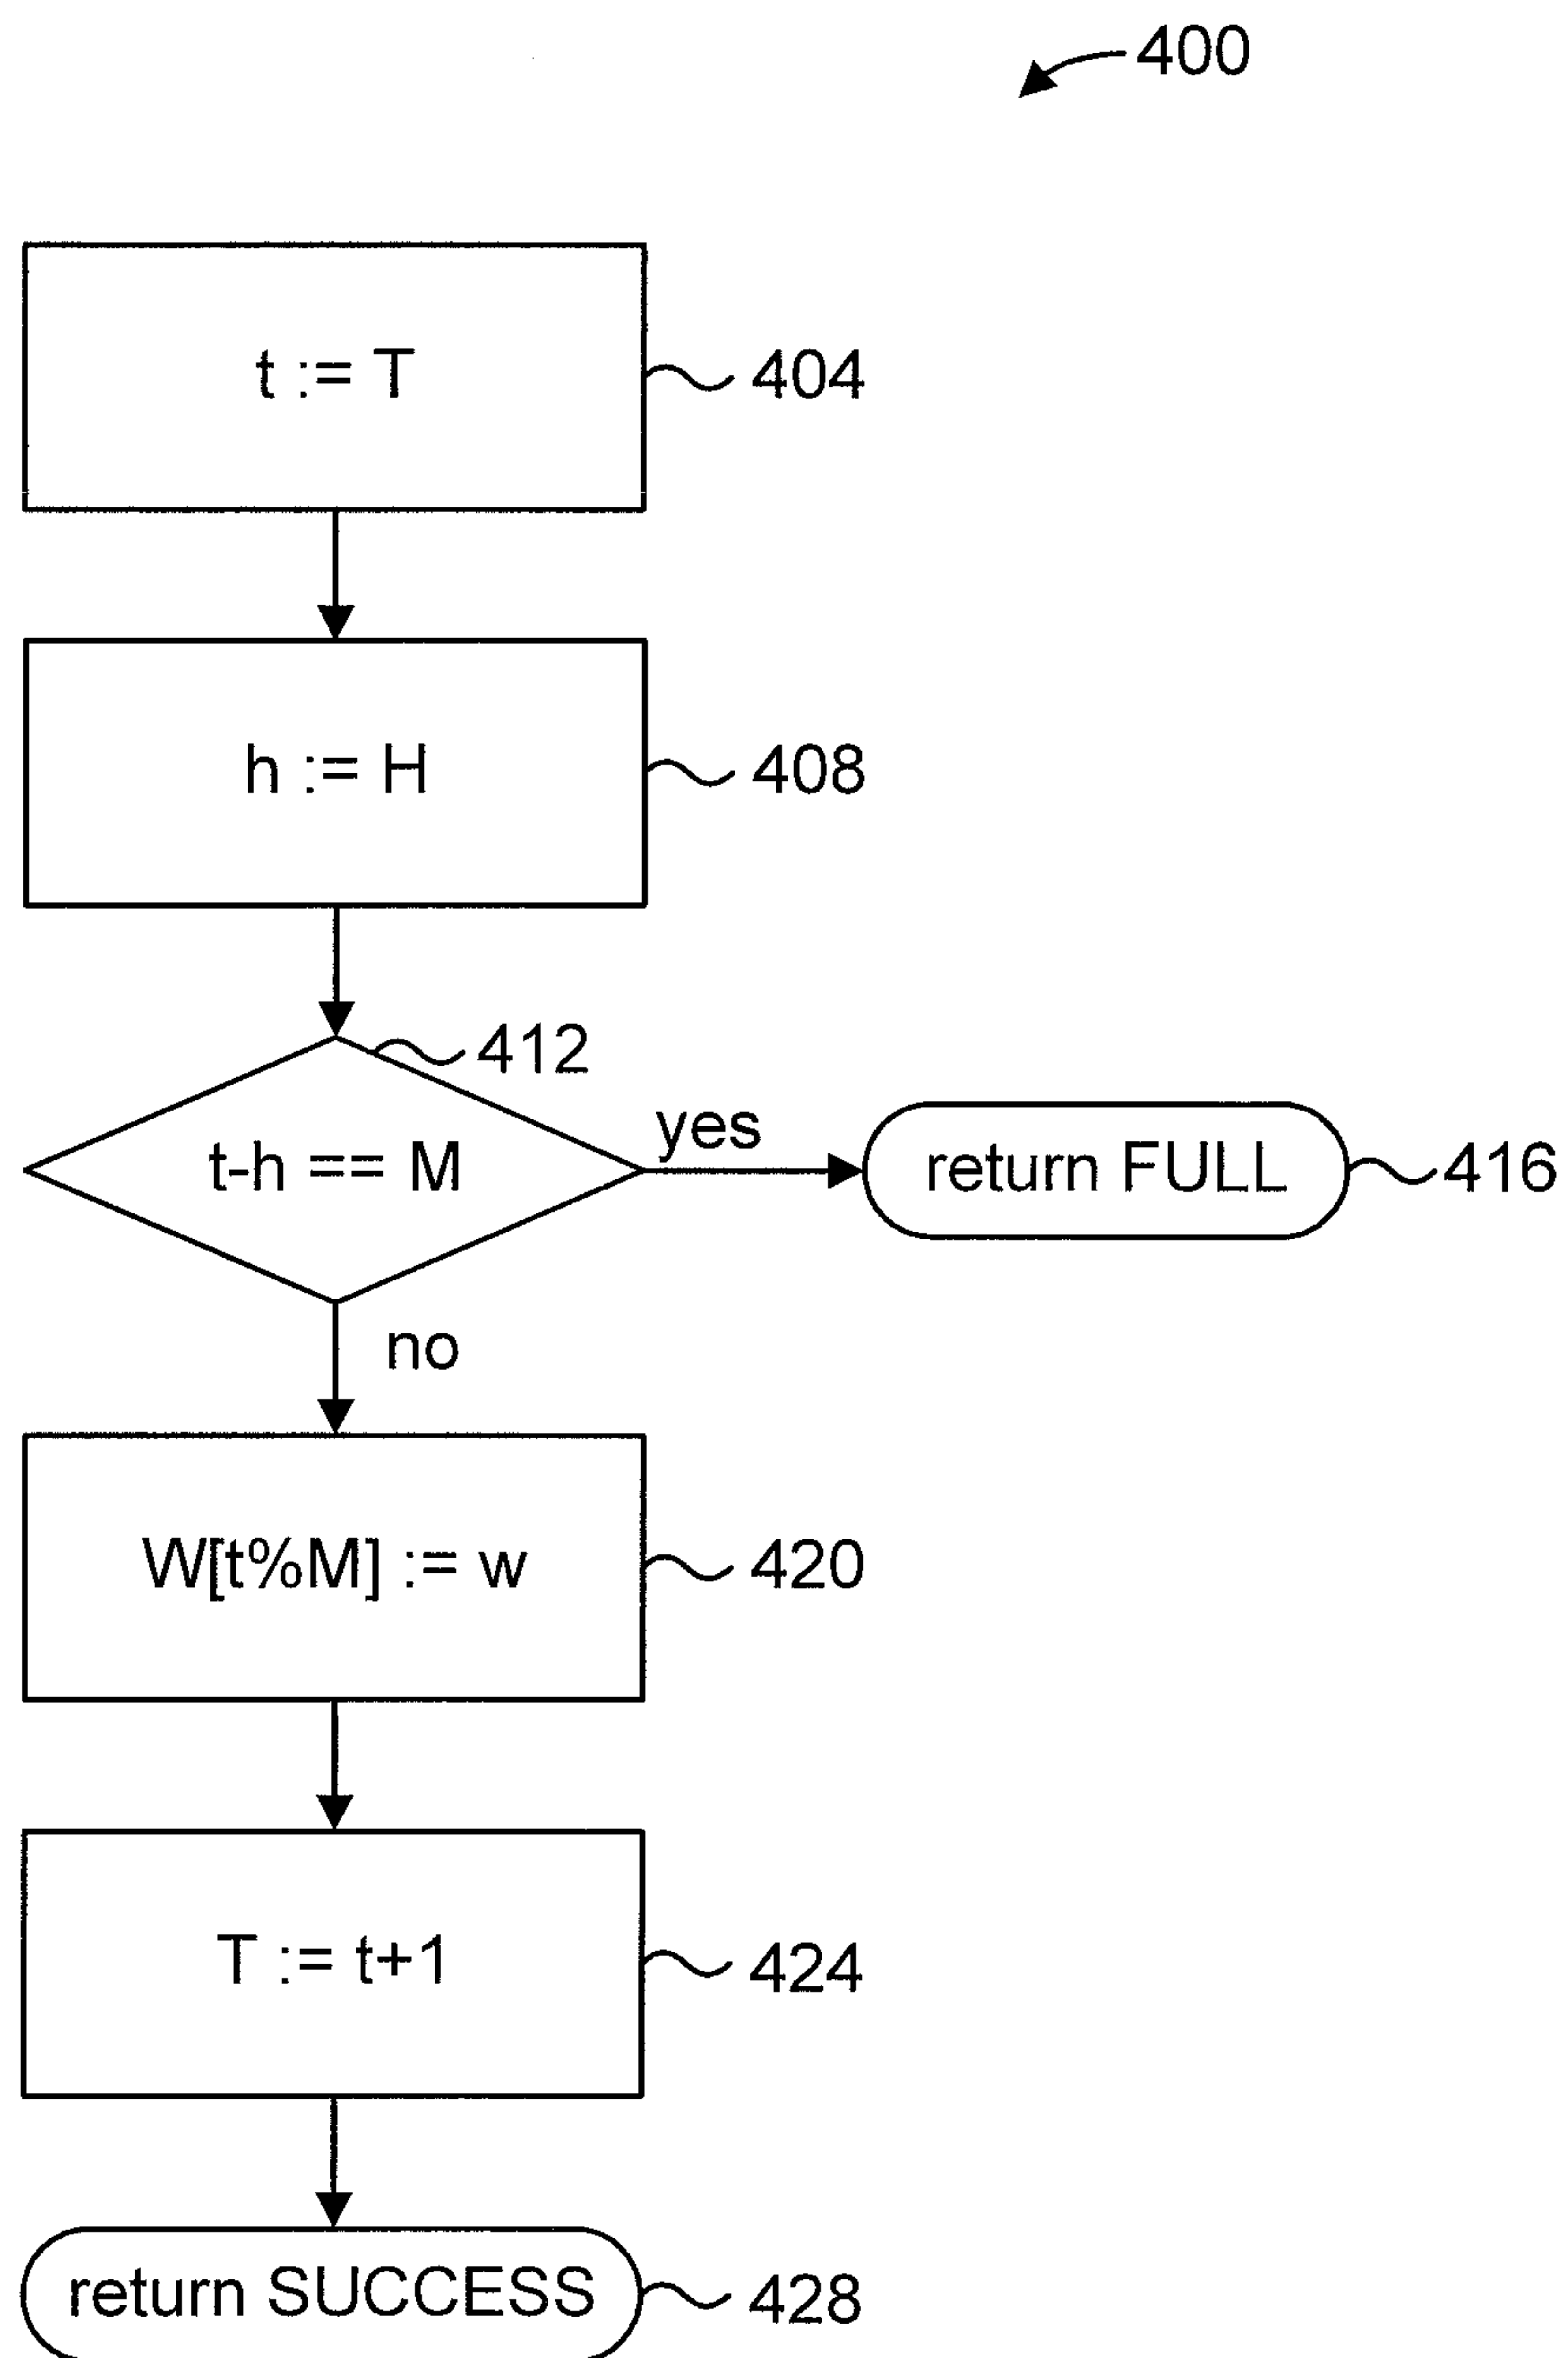 400
t := T
404
h := H
408
412
t-h == M
yes
return FULL
416
no
W[t%M] := w
420
T := t+1
424
return SUCCESS
428